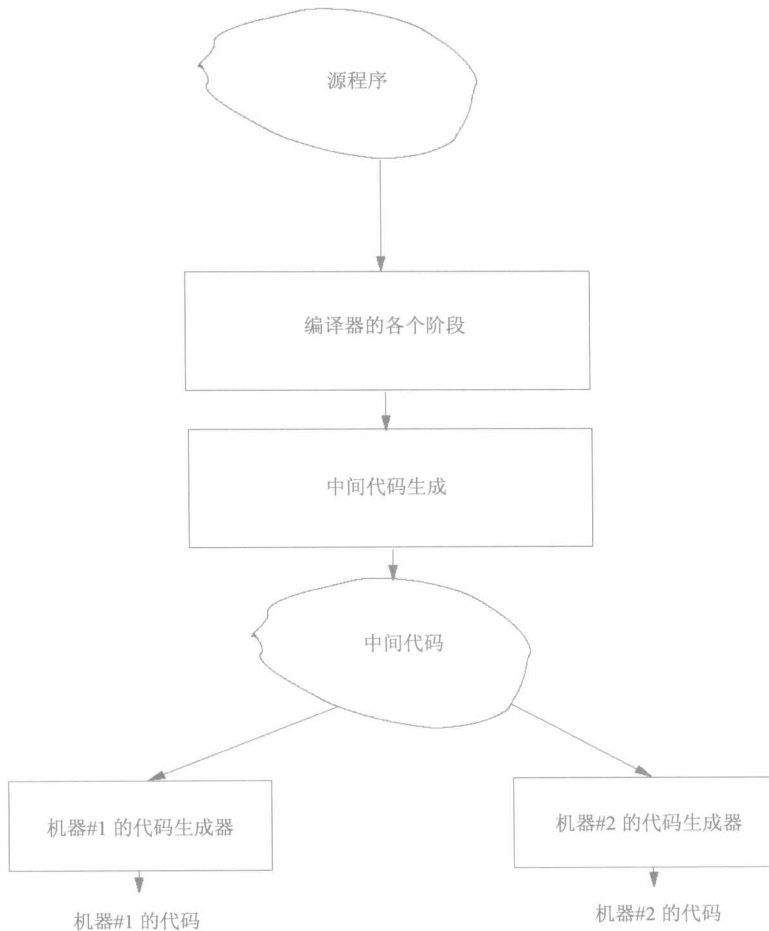 源程序
编译器的各个阶段
中间代码生成
中间代码
机器#1 的代码生成器
机器#2 的代码生成器
机器#1 的代码
机器#2 的代码